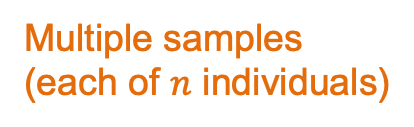 Multiple samples
(each of n individuals)